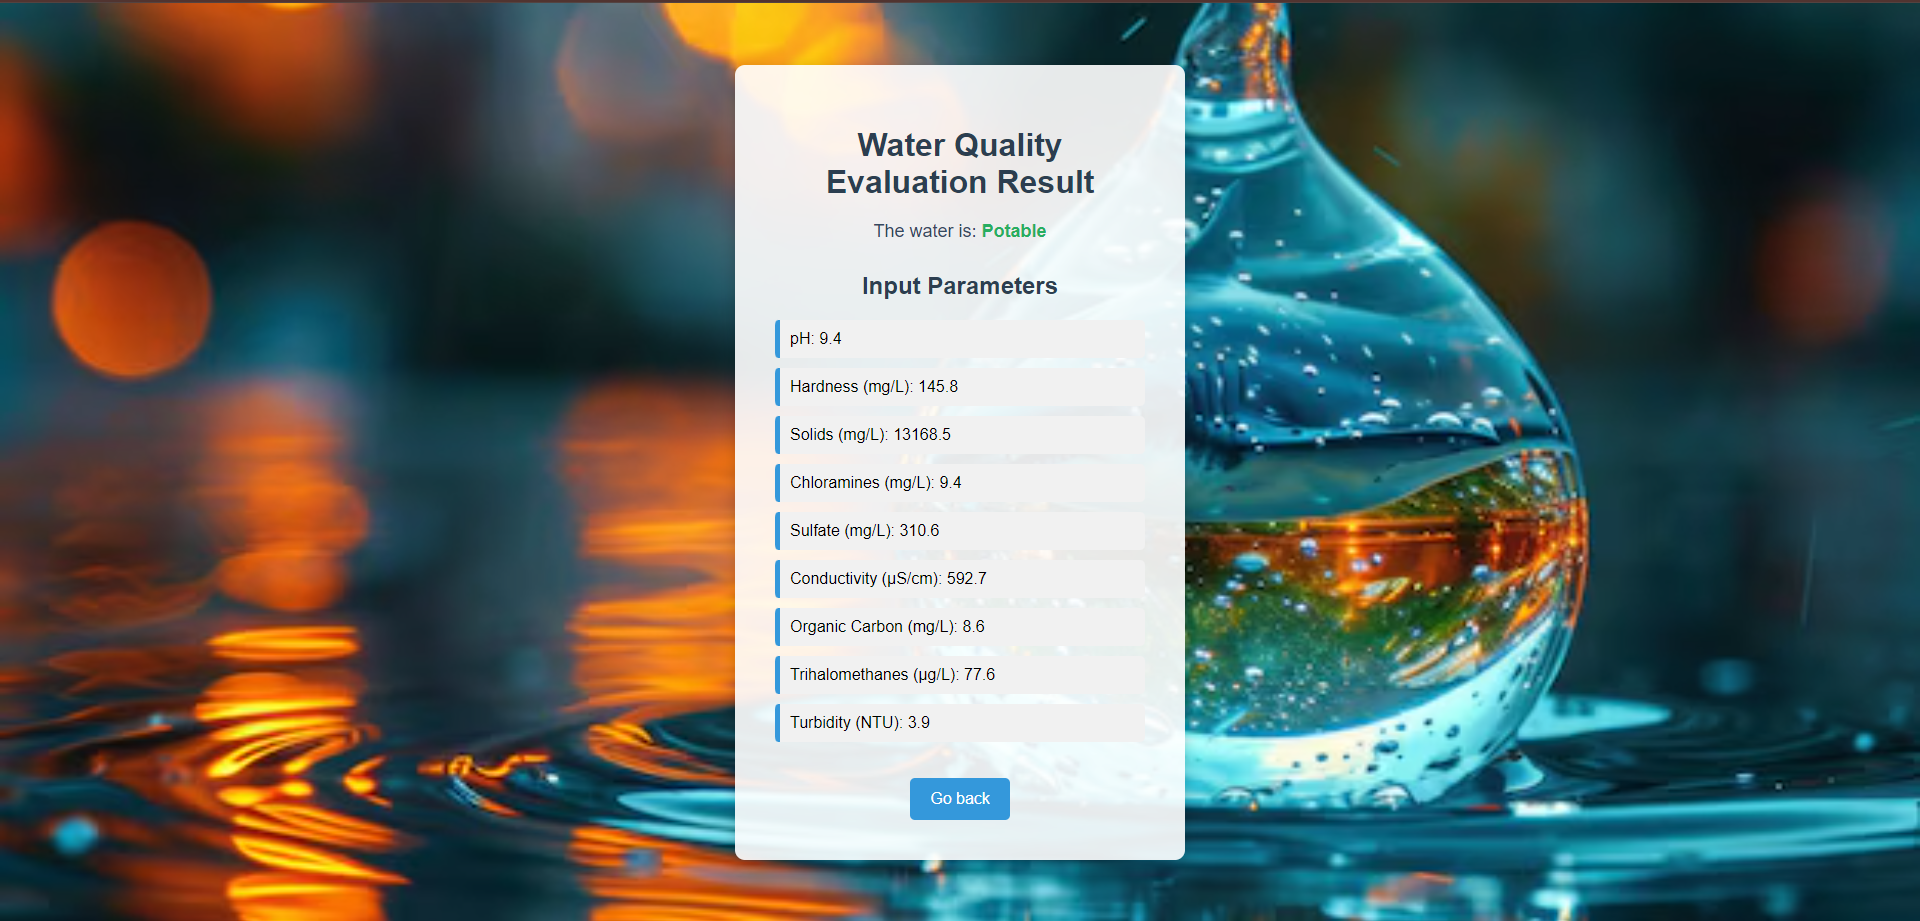 Water Quality
Evaluation Result
The water is: Potable
Input Parameters
pH: 9.4
Hardness (mg/L): 145.8
Solids (mg/L): 13168.5
Chloramines (mg/L): 9.4
Sulfate (mg/L): 310.6
Conductivity (μS/cm): 592.7
Organic Carbon (mg/L): 8.6
Trihalomethanes (μg/L): 77.6
Turbidity (NTU): 3.9
Go back